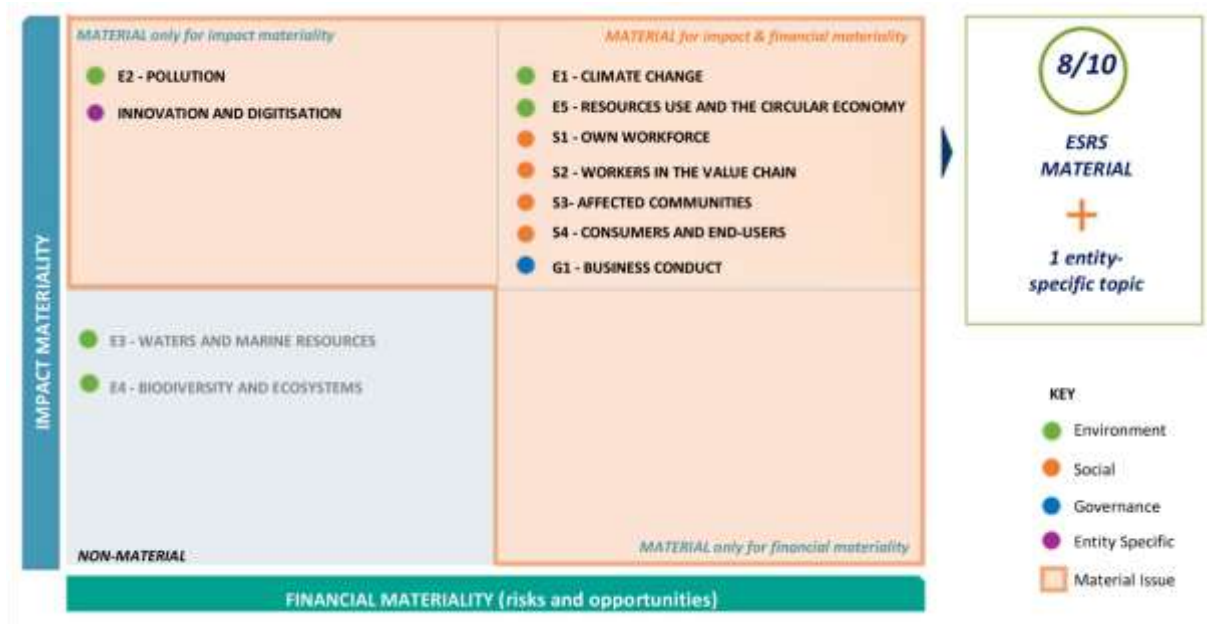 IMPACT MATERIALITY
MATERIAL only for impact materiality
E2 - POLLUTION
INNOVATION AND DIGITISATION
MATERIAL for impact & financial materiality
E1 - CLIMATE CHANGE
E5 - RESOURCES USE AND THE CIRCULAR ECONOMY
S1 - OWN WORKFORCE
S2 - WORKERS IN THE VALUE CHAIN
S3- AFFECTED COMMUNITIES
S4 - CONSUMERS AND END-USERS
G1 - BUSINESS CONDUCT
E3 - WATERS AND MARINE RESOURCES
E4 - BIODIVERSITY AND ECOSYSTEMS
NON-MATERIAL
MATERIAL only for financial materiality
FINANCIAL MATERIALITY (risks and opportunities)
8/10
ESRS
MATERIAL
+
1 entity-
specific topic
KEY
Environment
Social
Governance
Entity Specific
Material Issue